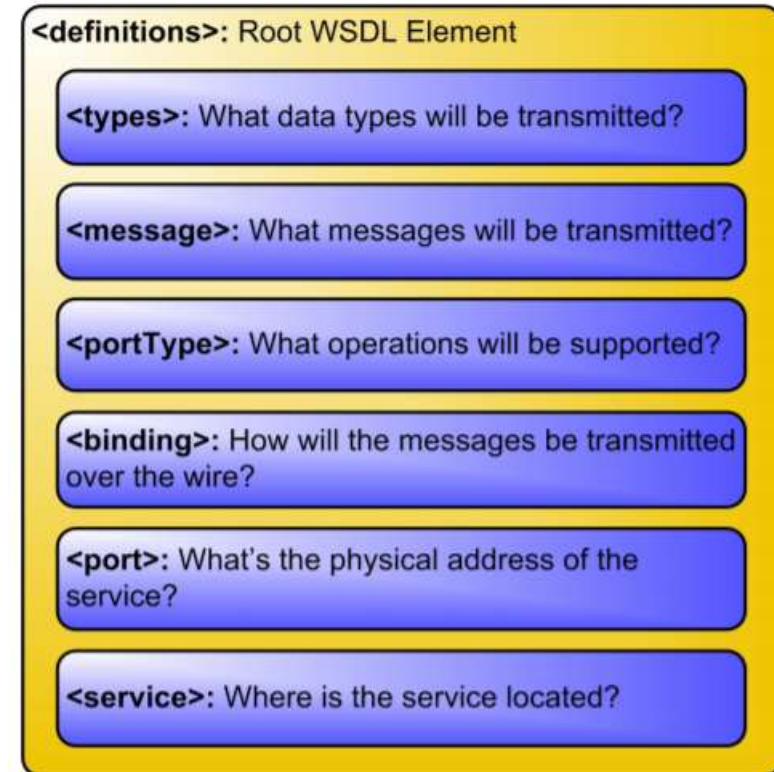 <definitions>: Root WSDL Element
<types>: What data types will be transmitted?
<message>: What messages will be transmitted?
<portType>: What operations will be supported?
<binding>: How will the messages be transmitted
over the wire?
<port>: What's the physical address of the
service?
<service>: Where is the service located?